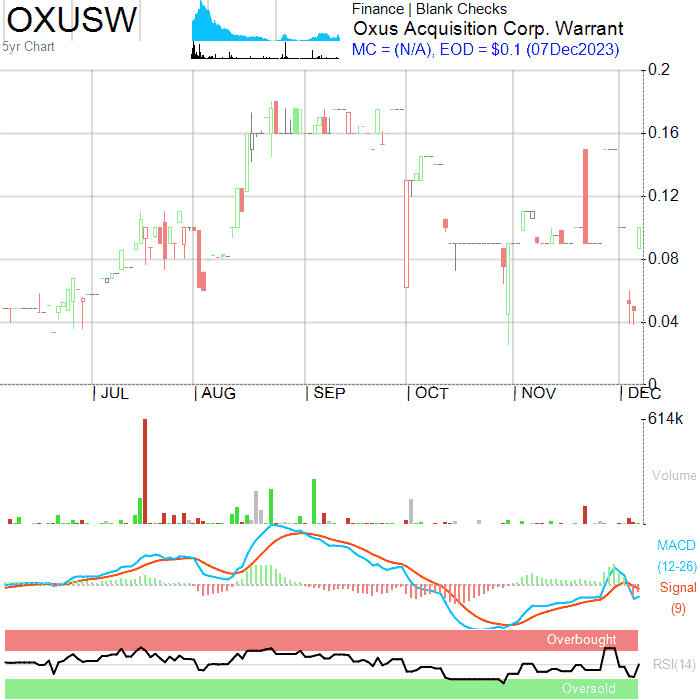 OXUSW
5yr Chart
Finance | Blank Checks
Oxus Acquisition Corp. Warrant
MC = (N/A), EOD = $0.1 (07Dec2023)
0.2
0.16
0.12
0.08
0.04
0
| JUL
| AUG
| SEP
| OCT
| NOV
| DEC
614k
Volume
MACD
(12-26)
Signal
(9)
Overbought
RSI(14)
Oversold